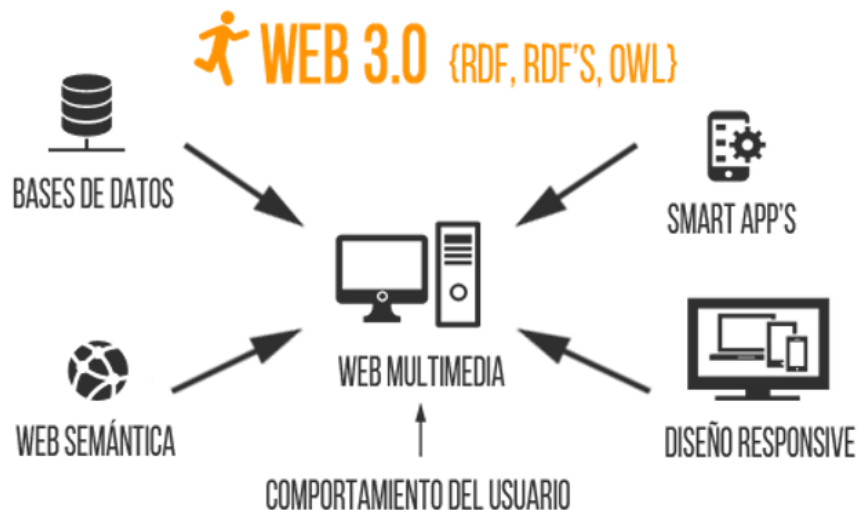 WEB 3.0 {RDF, RDF'S, OWL}
BASES DE DATOS
SMART APP'S
WEB MULTIMEDIA
WEB SEMÁNTICA
DISEÑO RESPONSIVE
COMPORTAMIENTO DEL USUARIO